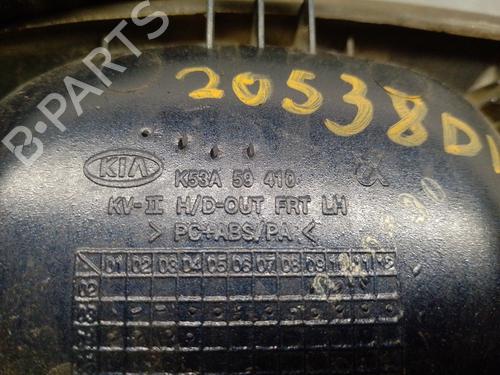 B-PARTS
20538D
KIA
K53A 59 410
KV-II H/D-OUT FRT LH
> PC+ABS/PA <
01 02 03 04 05 06 07 08 09 10 11 12